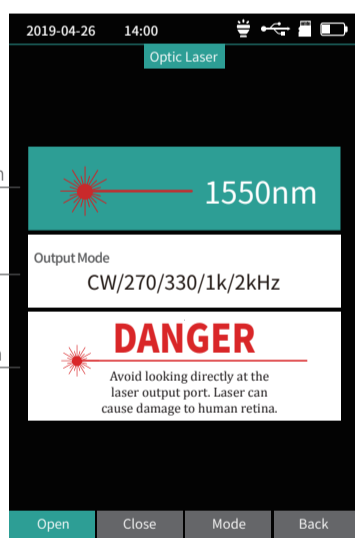 2019-04-26 14:00
Optic Laser
1550nm
Output Mode
CW/270/330/1k/2kHz
DANGER
Avoid looking directly at the
laser output port. Laser can
cause damage to human retina.
Open Close Mode Back